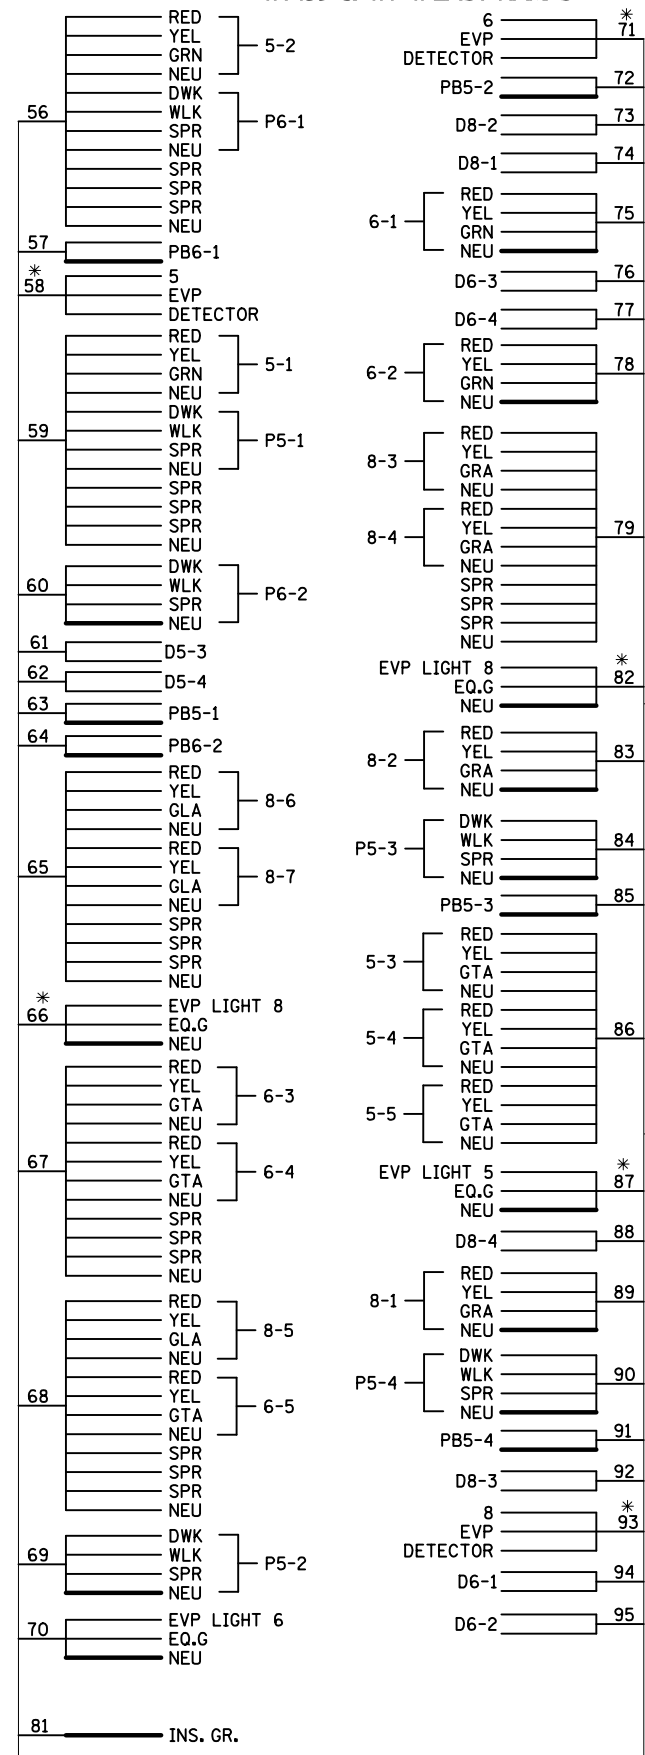 RED
YEL
GRN
NEU
5-2
DWK
WLK
SPR
NEU
P6-1
SPR
SPR
SPR
NEU
56
57
PB6-1
*
58
5
EVP
DETECTOR
RED
YEL
GRN
NEU
5-1
DWK
WLK
SPR
NEU
P5-1
SPR
SPR
SPR
NEU
59
DWK
WLK
SPR
NEU
P6-2
60
61
D5-3
62
D5-4
63
PB5-1
64
PB6-2
RED
YEL
GLA
NEU
8-6
RED
YEL
GLA
NEU
8-7
SPR
SPR
SPR
NEU
65
*
66
EVP LIGHT 8
EQ.G
NEU
RED
YEL
GTA
NEU
6-3
RED
YEL
GTA
NEU
6-4
SPR
SPR
SPR
NEU
67
RED
YEL
GLA
NEU
8-5
RED
YEL
GTA
NEU
6-5
SPR
SPR
SPR
NEU
68
DWK
WLK
SPR
NEU
P5-2
69
70
EVP LIGHT 6
EQ.G
NEU
81
INS. GR.
6
EVP
DETECTOR
*
71
PB5-2
72
D8-2
73
D8-1
74
6-1
RED
YEL
GRN
NEU
75
D6-3
76
D6-4
77
6-2
RED
YEL
GRN
NEU
78
8-3
RED
YEL
GRA
NEU
8-4
RED
YEL
GRA
NEU
SPR
SPR
SPR
NEU
79
EVP LIGHT 8
EQ.G
NEU
*
82
8-2
RED
YEL
GRA
NEU
83
P5-3
DWK
WLK
SPR
NEU
84
PB5-3
85
5-3
RED
YEL
GTA
NEU
5-4
RED
YEL
GTA
NEU
5-5
RED
YEL
GTA
NEU
86
EVP LIGHT 5
EQ.G
NEU
*
87
D8-4
88
8-1
RED
YEL
GRA
NEU
89
P5-4
DWK
WLK
SPR
NEU
90
PB5-4
91
D8-3
92
8
EVP
DETECTOR
*
93
D6-1
94
D6-2
95